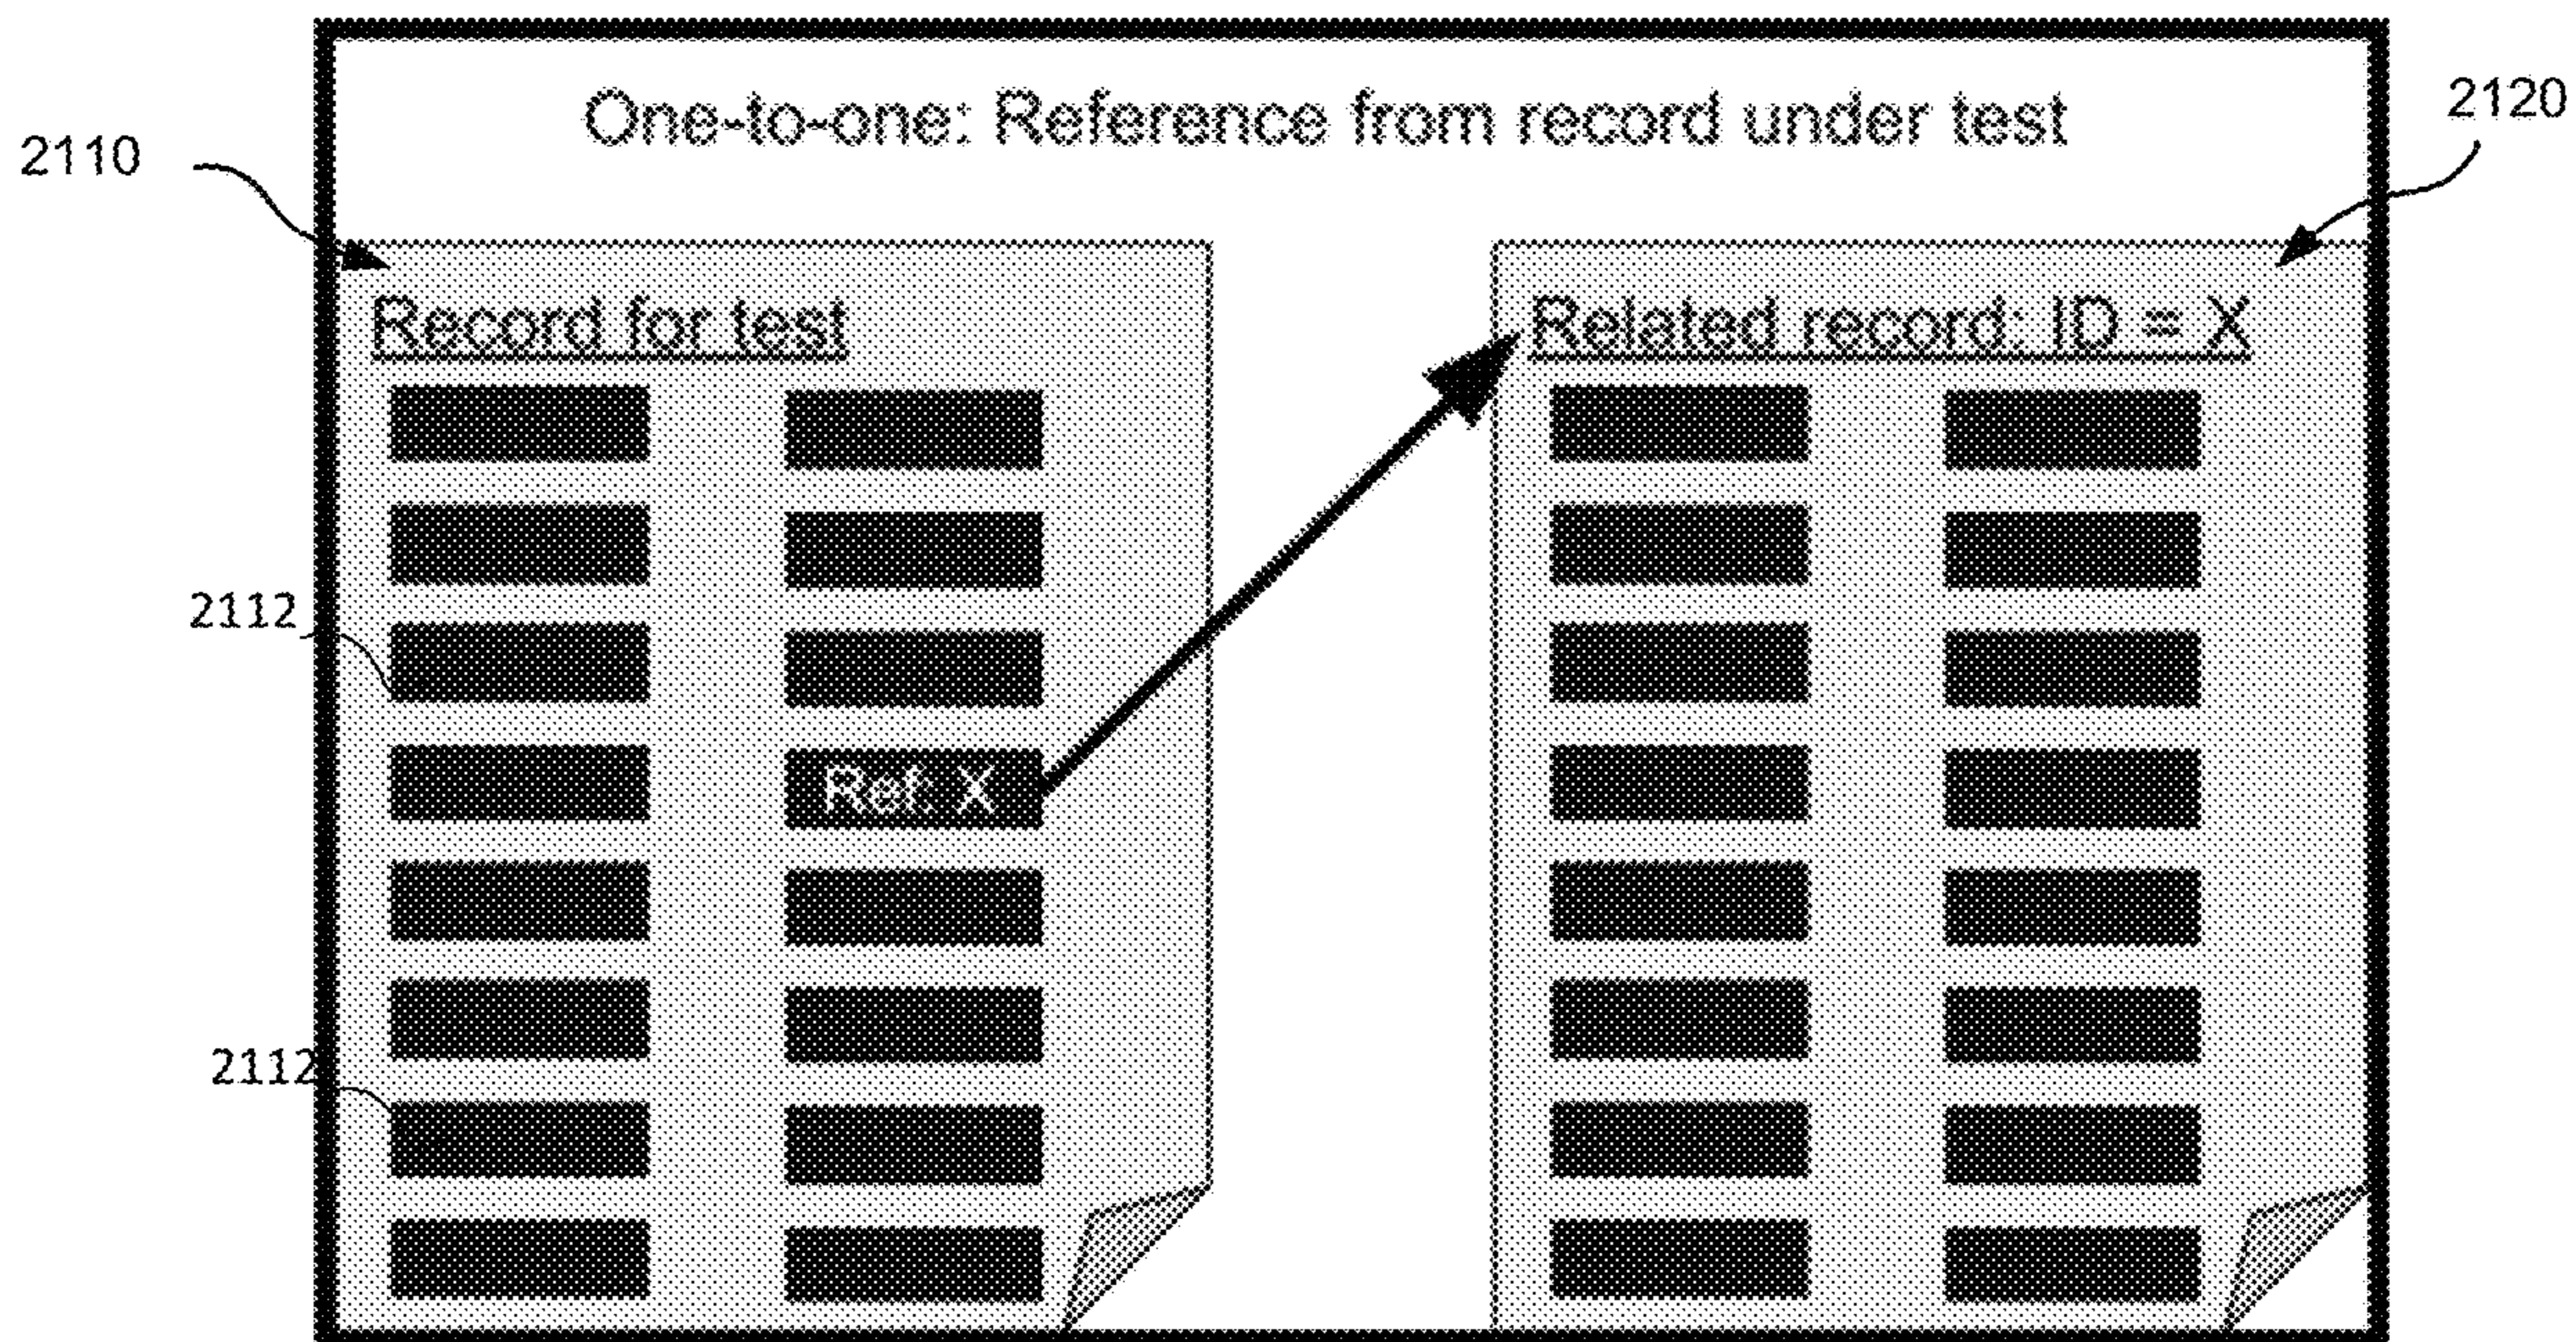 One-to-one: Reference from record under test
2110
2120
Record for test
Related record: ID = X
2112
Ref: X
2112